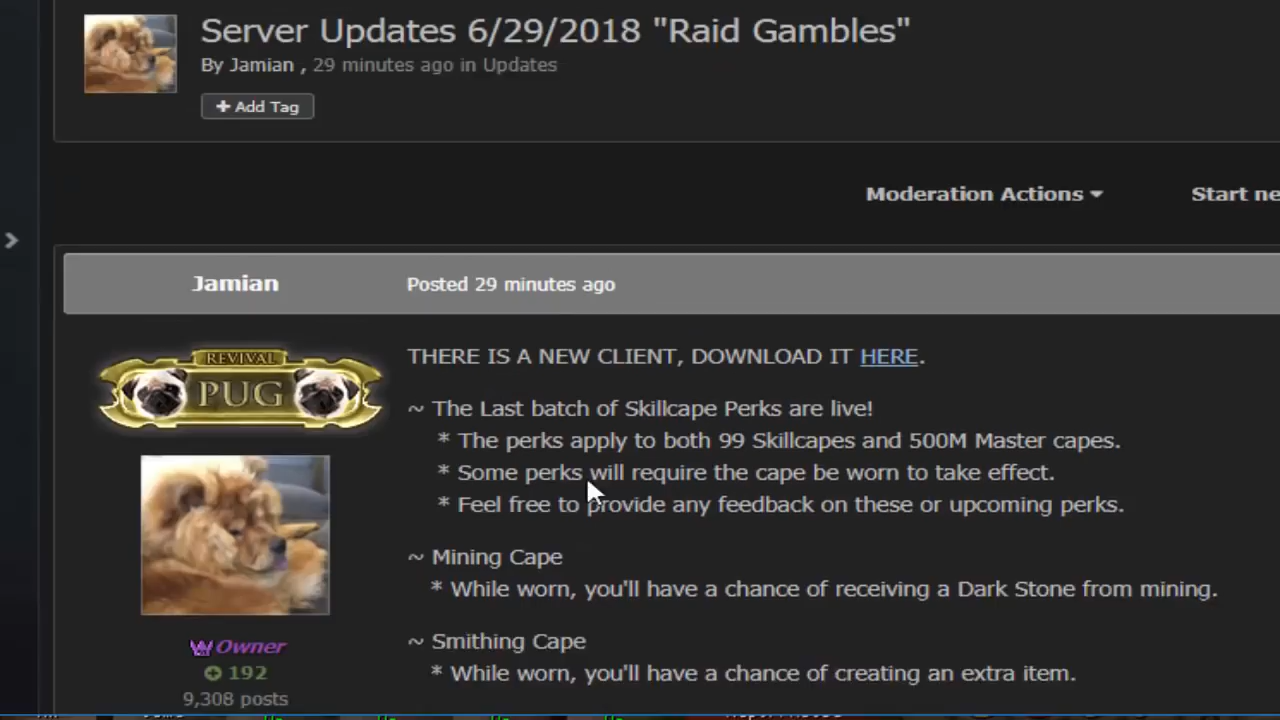 Server Updates 6/29/2018 "Raid Gambles"
By Jamian , 29 minutes ago in Updates
+ Add Tag
Moderation Actions
Start ne
Jamian
Posted 29 minutes ago
REVIVAL
PUG
THERE IS A NEW CLIENT, DOWNLOAD IT HERE.
~ The Last batch of Skillcape Perks are live!
* The perks apply to both 99 Skillcapes and 500M Master capes.
* Some perks will require the cape be worn to take effect.
* Feel free to provide any feedback on these or upcoming perks.
~ Mining Cape
* While worn, you'll have a chance of receiving a Dark Stone from mining.
~ Smithing Cape
* While worn, you'll have a chance of creating an extra item.
Owner
192
9,308 posts